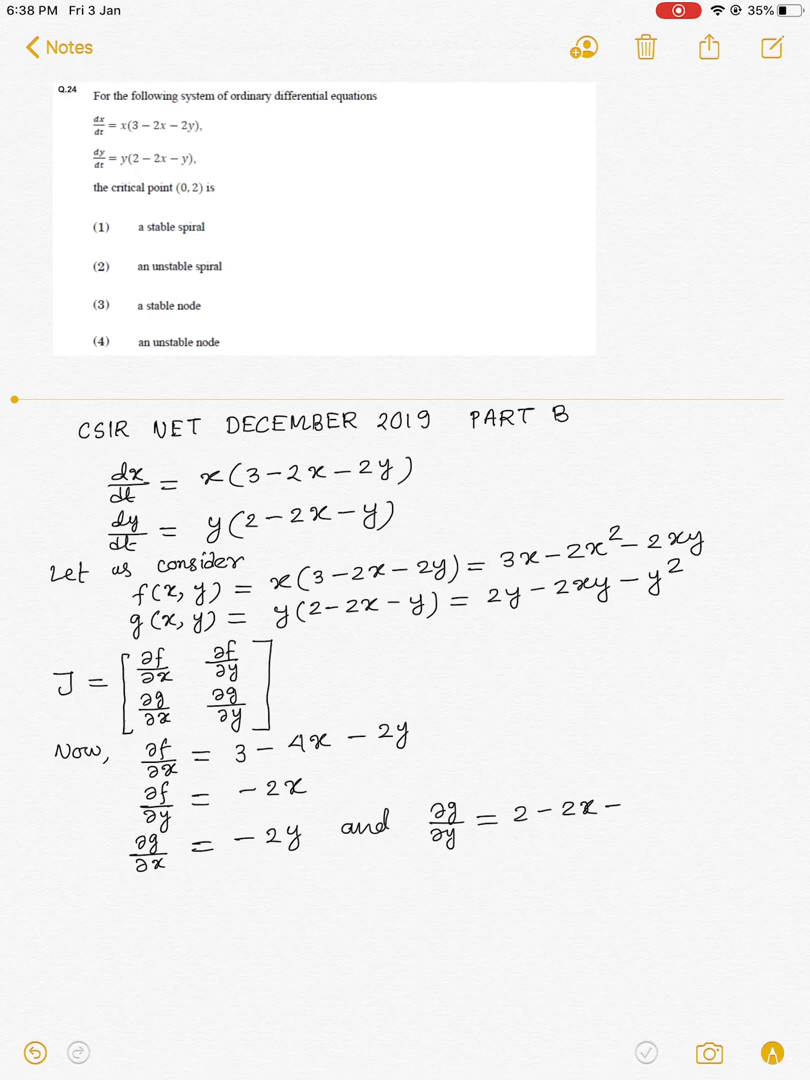 6:38 PM Fri 3 Jan 35%
Notes
Q.24 For the following system of ordinary differential equations
dx/dt = x(3 − 2x − 2y),
dy/dt = y(2 − 2x − y),
the critical point (0, 2) is
(1) a stable spiral
(2) an unstable spiral
(3) a stable node
(4) an unstable node
CSIR NET DECEMBER 2019 PART B
dx/dt = x(3 − 2x − 2y)
dy/dt = y(2 − 2x − y)
Let us consider
f(x, y) = x(3 − 2x − 2y) = 3x − 2x² − 2xy
g(x, y) = y(2 − 2x − y) = 2y − 2xy − y²
J = [∂f/∂x ∂f/∂y
∂g/∂x ∂g/∂y]
Now, ∂f/∂x = 3 − 4x − 2y
∂f/∂y = − 2x
∂g/∂x = − 2y and ∂g/∂y = 2 − 2x −